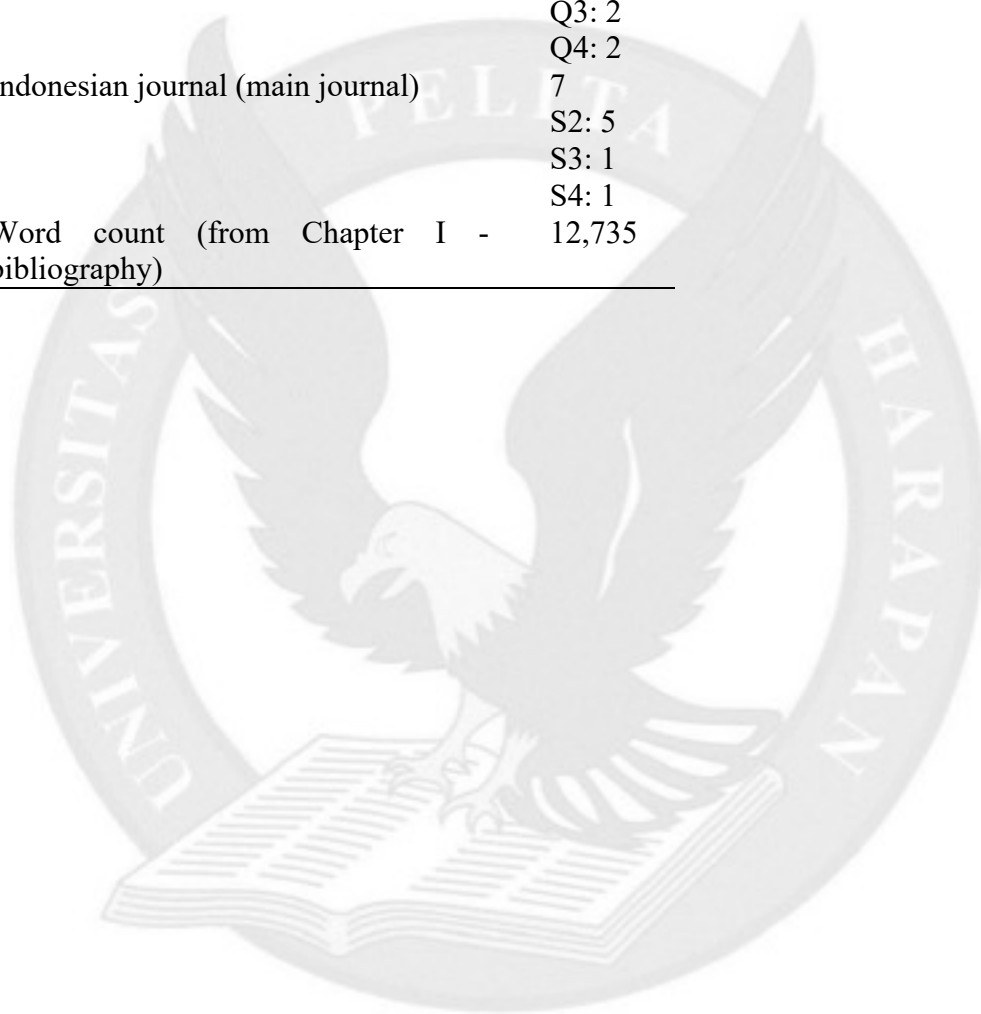 Q3: 2
Q4: 2
ndonesian journal (main journal) 7
S2: 5
S3: 1
S4: 1
Word count (from Chapter I - 12,735
bibliography)
UNIVERSITAS PELITA HARAPAN